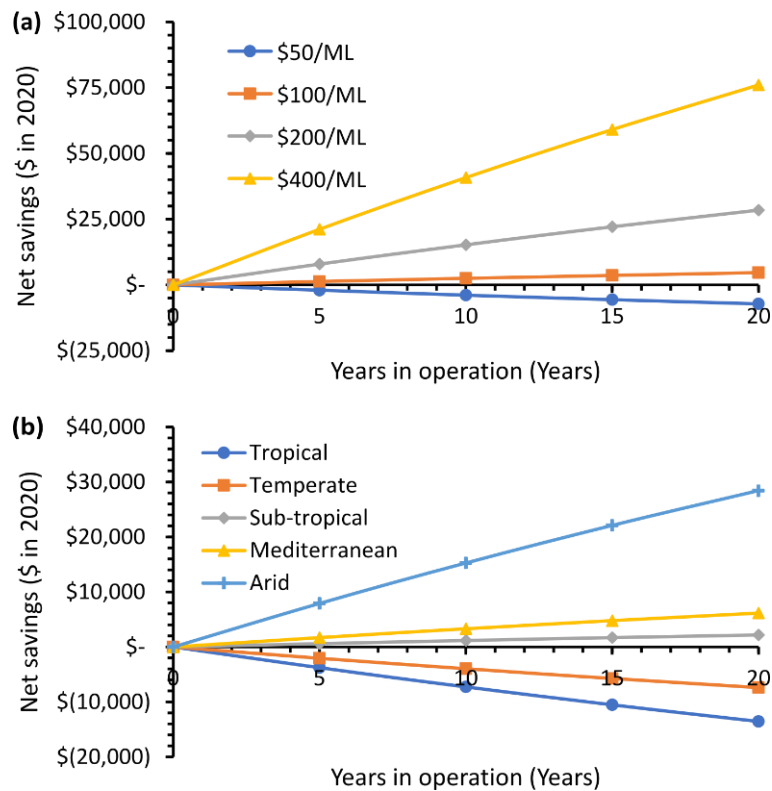 (a)
$100,000
$75,000
$50,000
$25,000
$-
$(25,000)
Net savings ($ in 2020)
$50/ML
$100/ML
$200/ML
$400/ML
0 5 10 15 20
Years in operation (Years)
(b)
$40,000
$30,000
$20,000
$10,000
$-
$(10,000)
$(20,000)
Net savings ($ in 2020)
Tropical
Temperate
Sub-tropical
Mediterranean
Arid
0 5 10 15 20
Years in operation (Years)